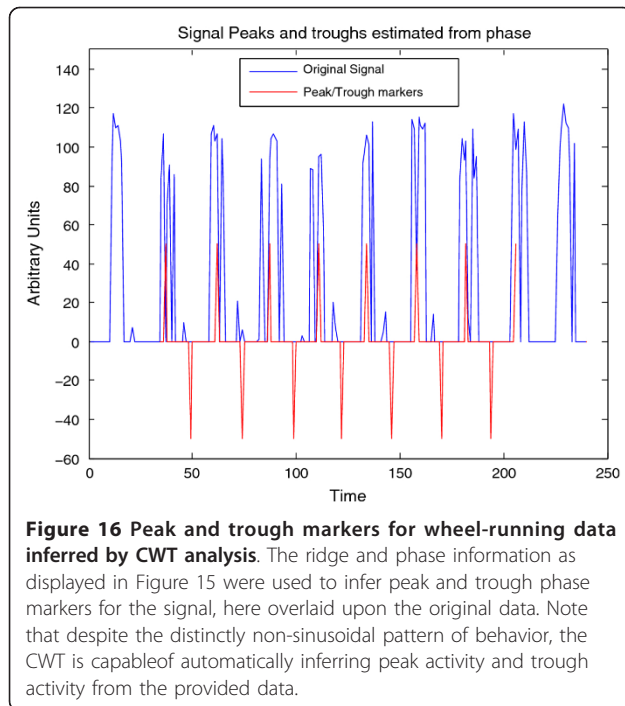 Signal Peaks and troughs estimated from phase
Original Signal
Peak/Trough markers
140
120
100
80
60
40
20
0
−20
−40
−60
Arbitrary Units
0
50
100
150
200
250
Time
Figure 16 Peak and trough markers for wheel-running data
inferred by CWT analysis. The ridge and phase information as
displayed in Figure 15 were used to infer peak and trough phase
markers for the signal, here overlaid upon the original data. Note
that despite the distinctly non-sinusoidal pattern of behavior, the
CWT is capableof automatically inferring peak activity and trough
activity from the provided data.